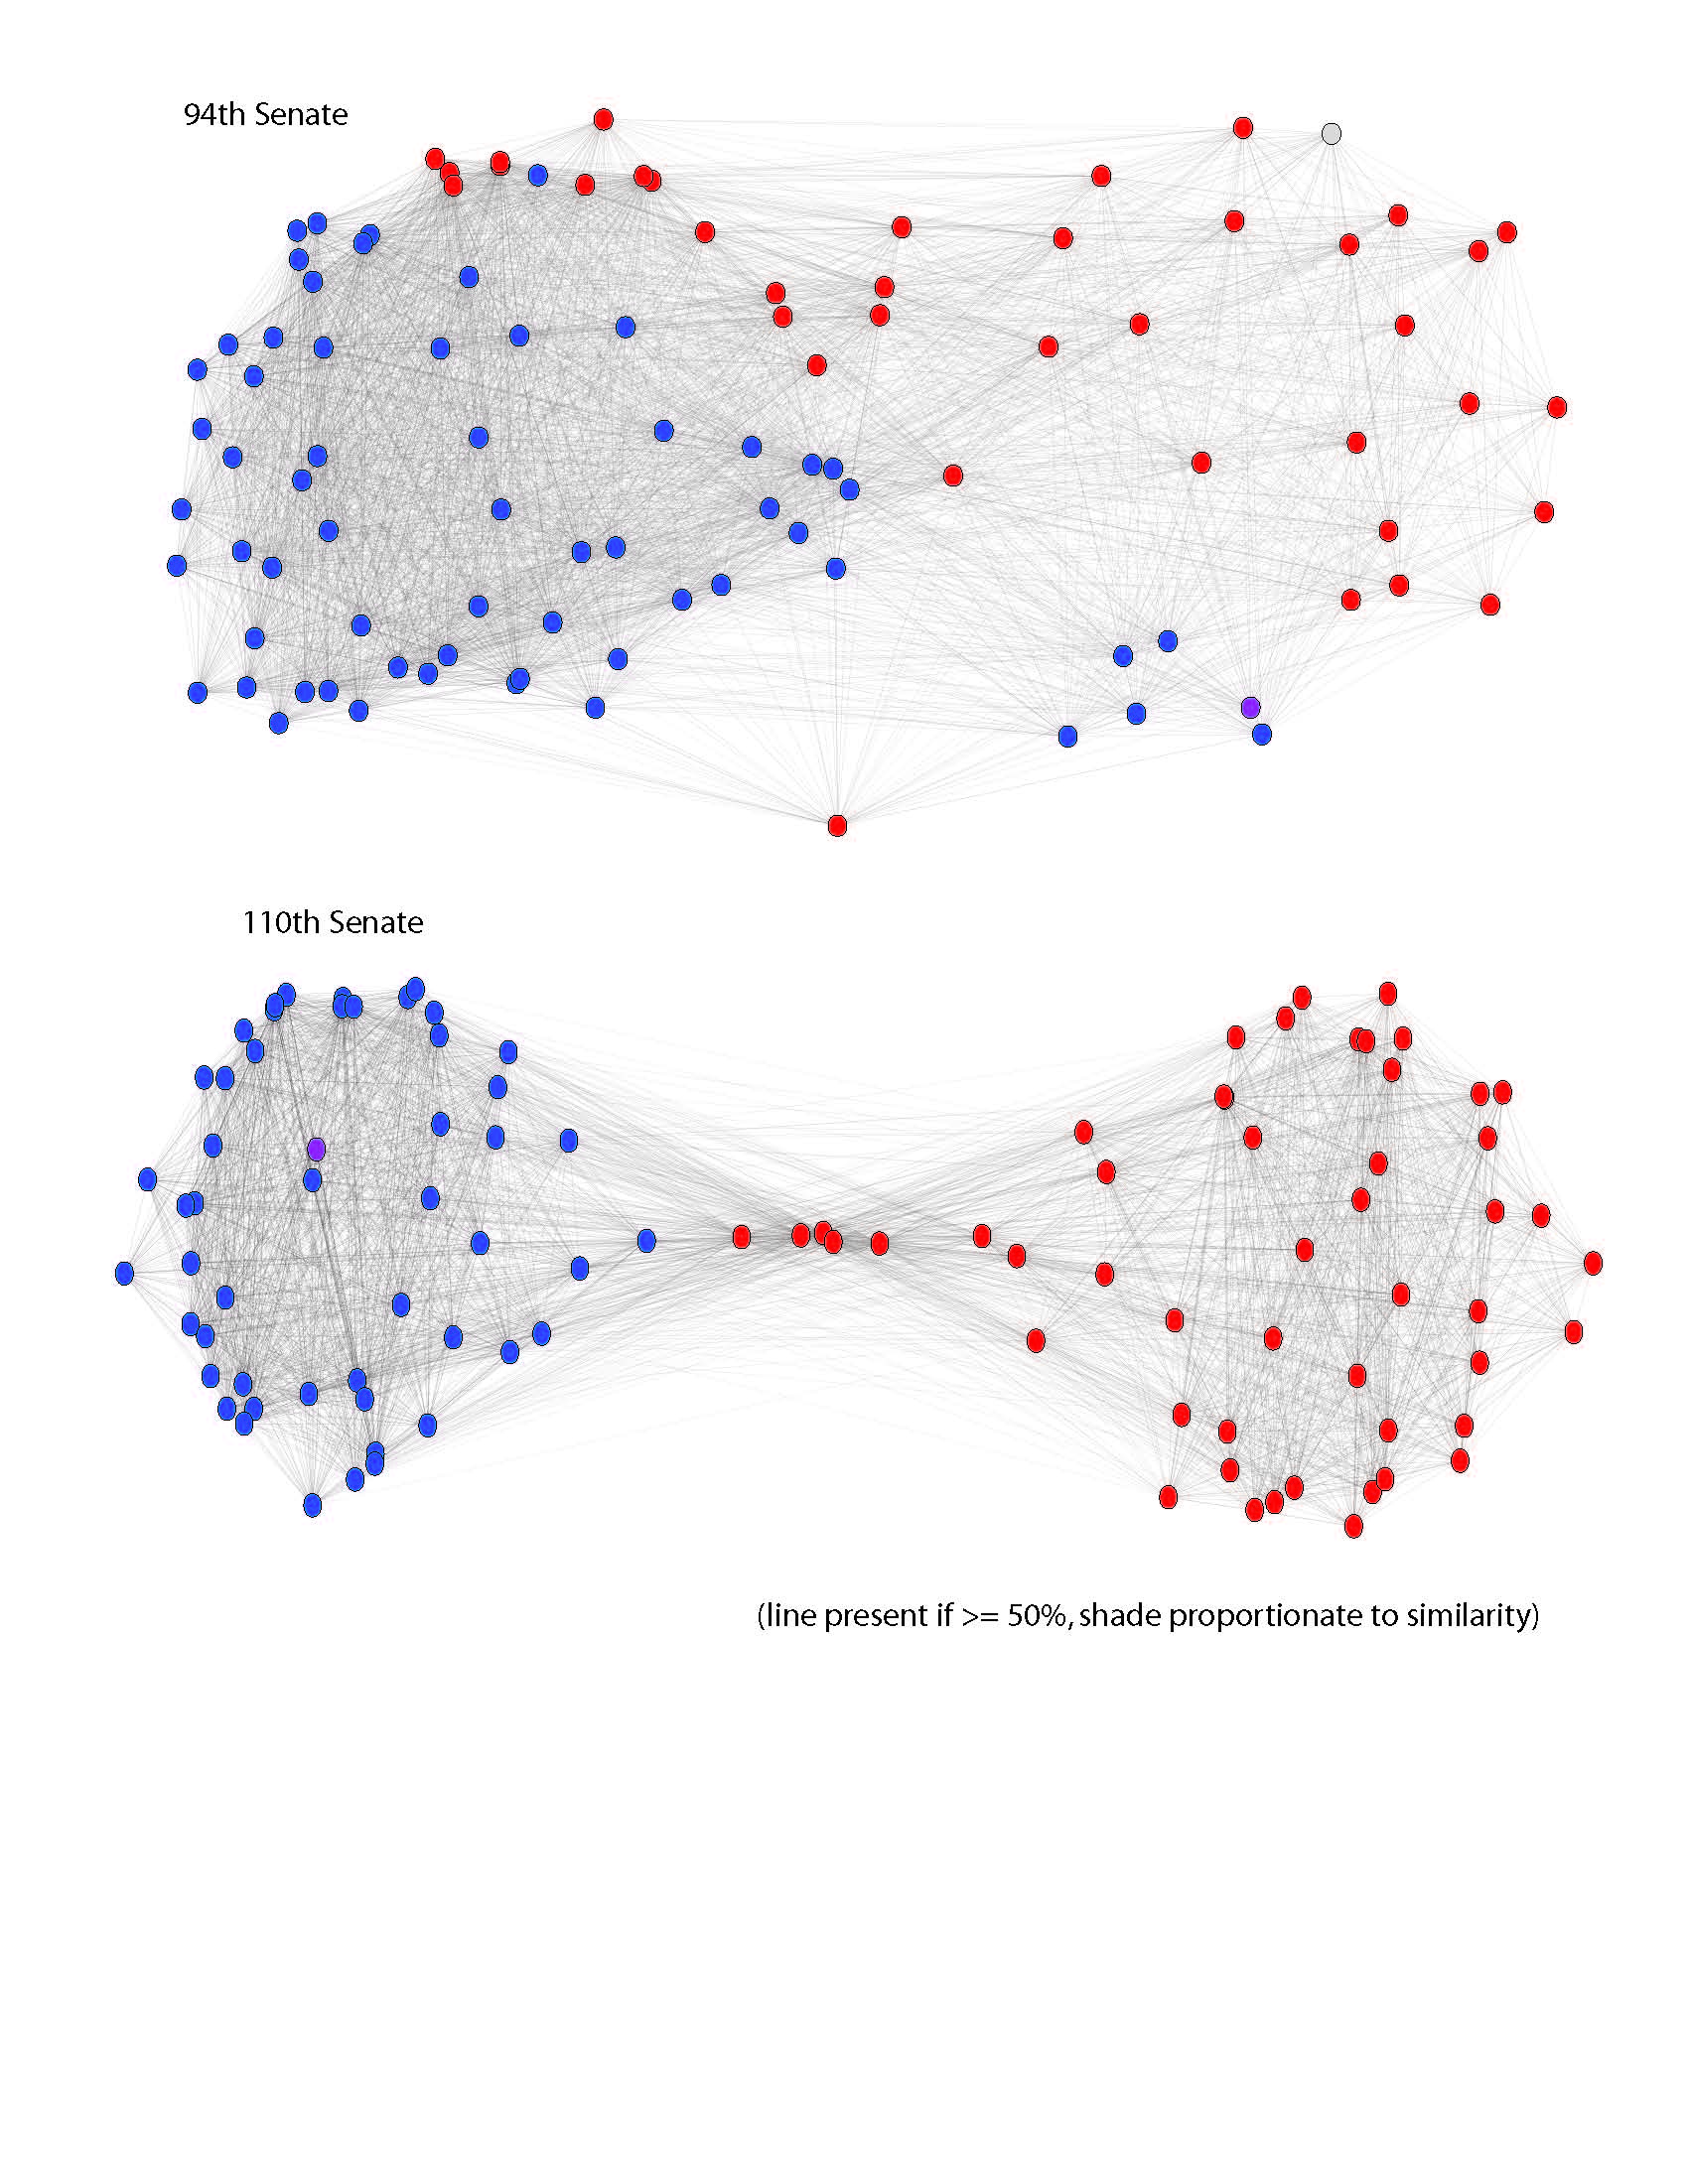 94th Senate
110th Senate
(line present if >= 50%, shade proportionate to similarity)